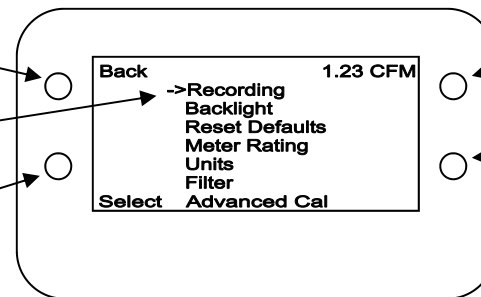 Back 1.23 CFM
->Recording
Backlight
Reset Defaults
Meter Rating
Units
Filter
Select Advanced Cal